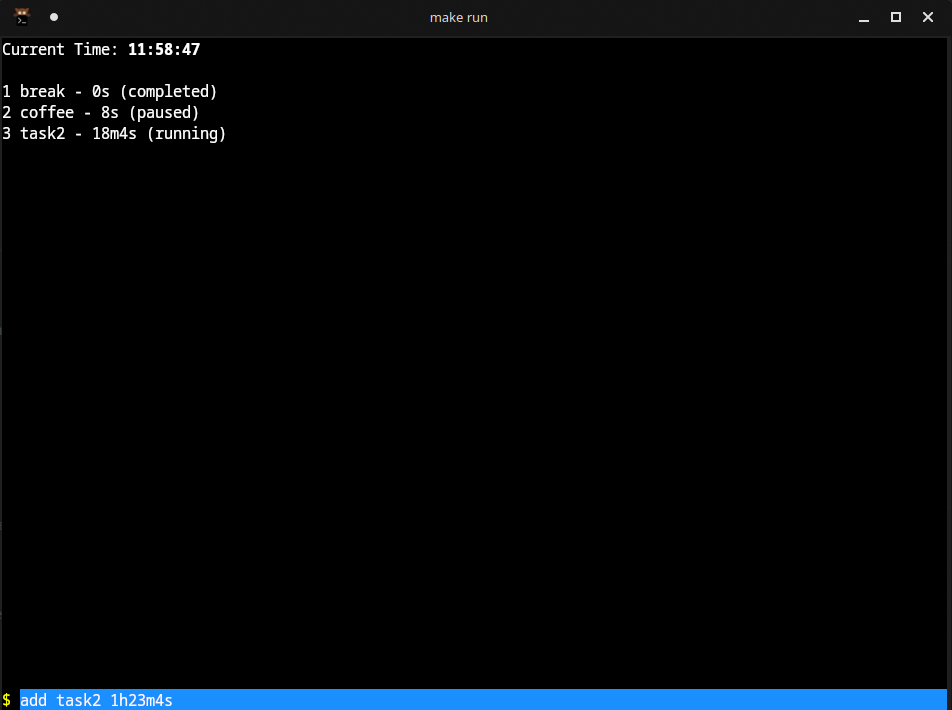 make run
Current Time: 11:58:47
1 break - 0s (completed)
2 coffee - 8s (paused)
3 task2 - 18m4s (running)
$ add task2 1h23m4s